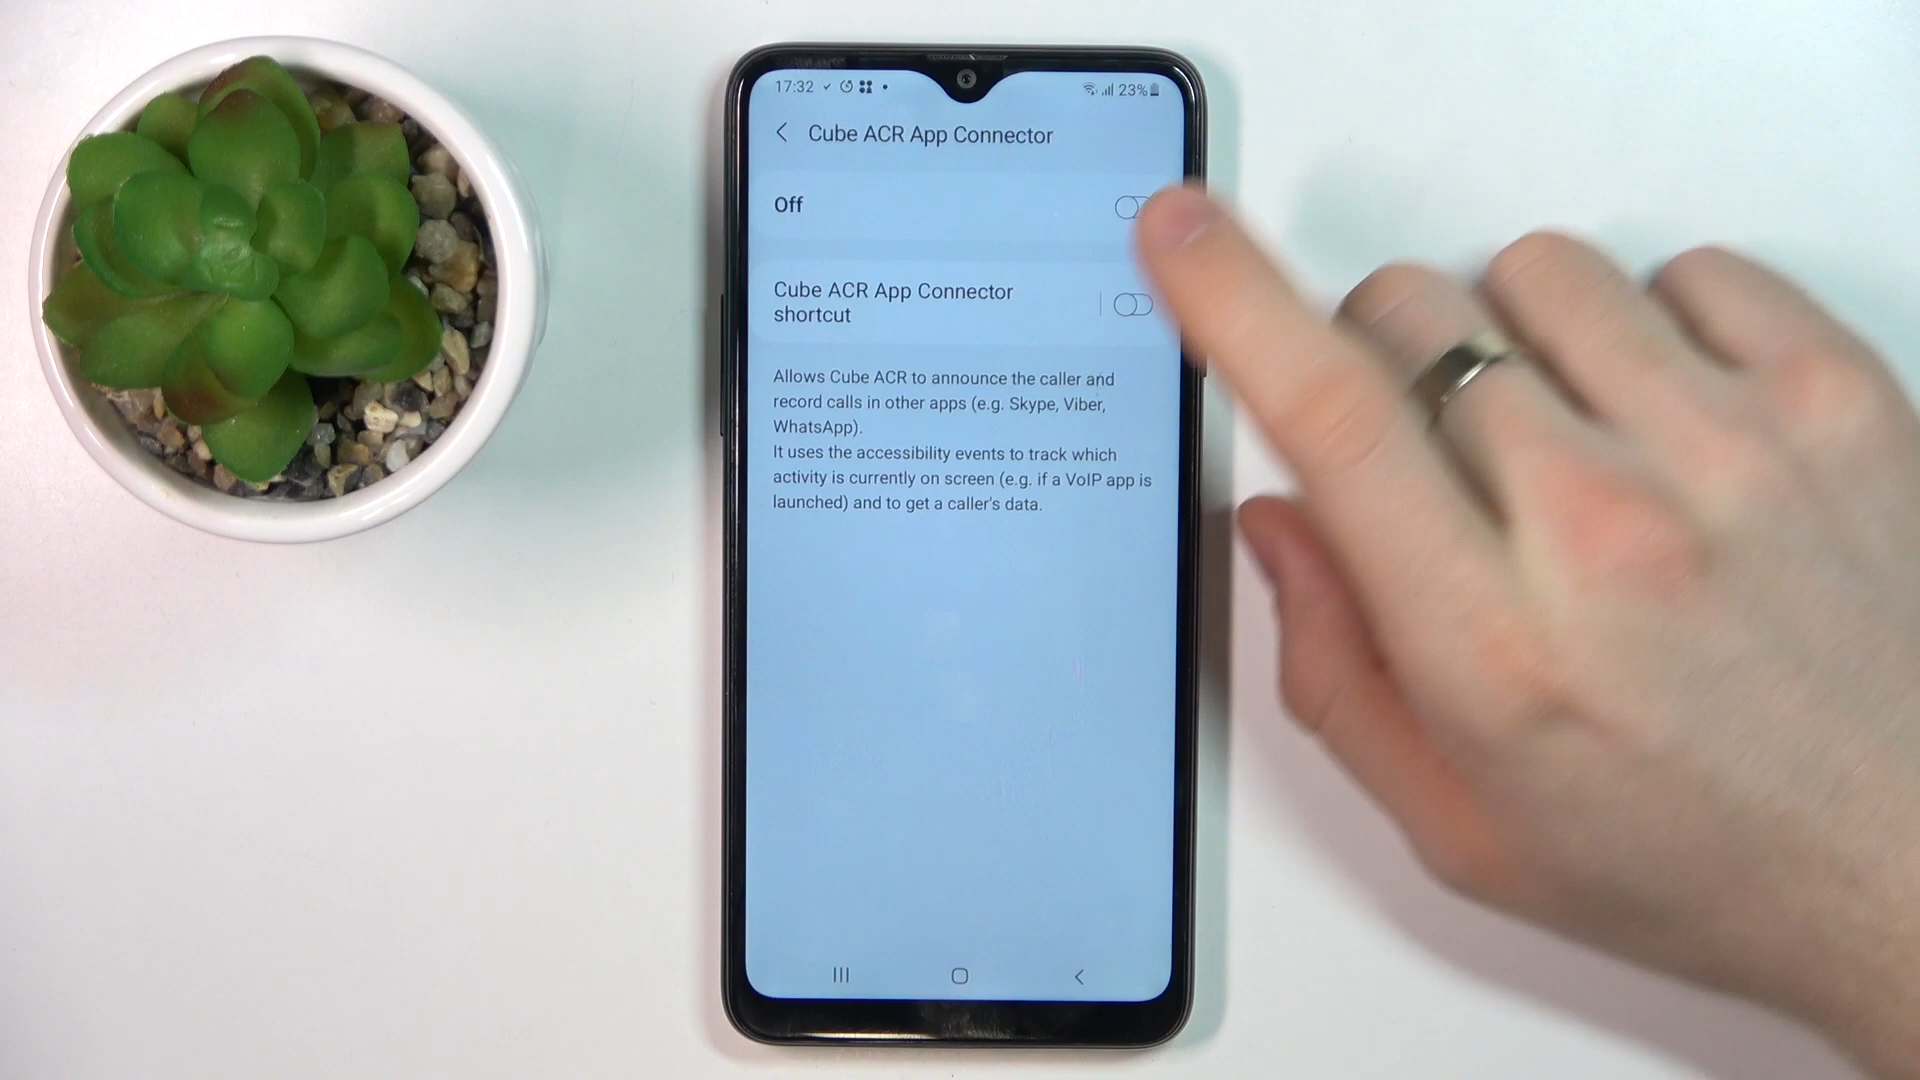 17:32
23%
Cube ACR App Connector
Off
Cube ACR App Connector
shortcut
Allows Cube ACR to announce the caller and
record calls in other apps (e.g. Skype, Viber,
WhatsApp).
It uses the accessibility events to track which
activity is currently on screen (e.g. if a VoIP app is
launched) and to get a caller's data.